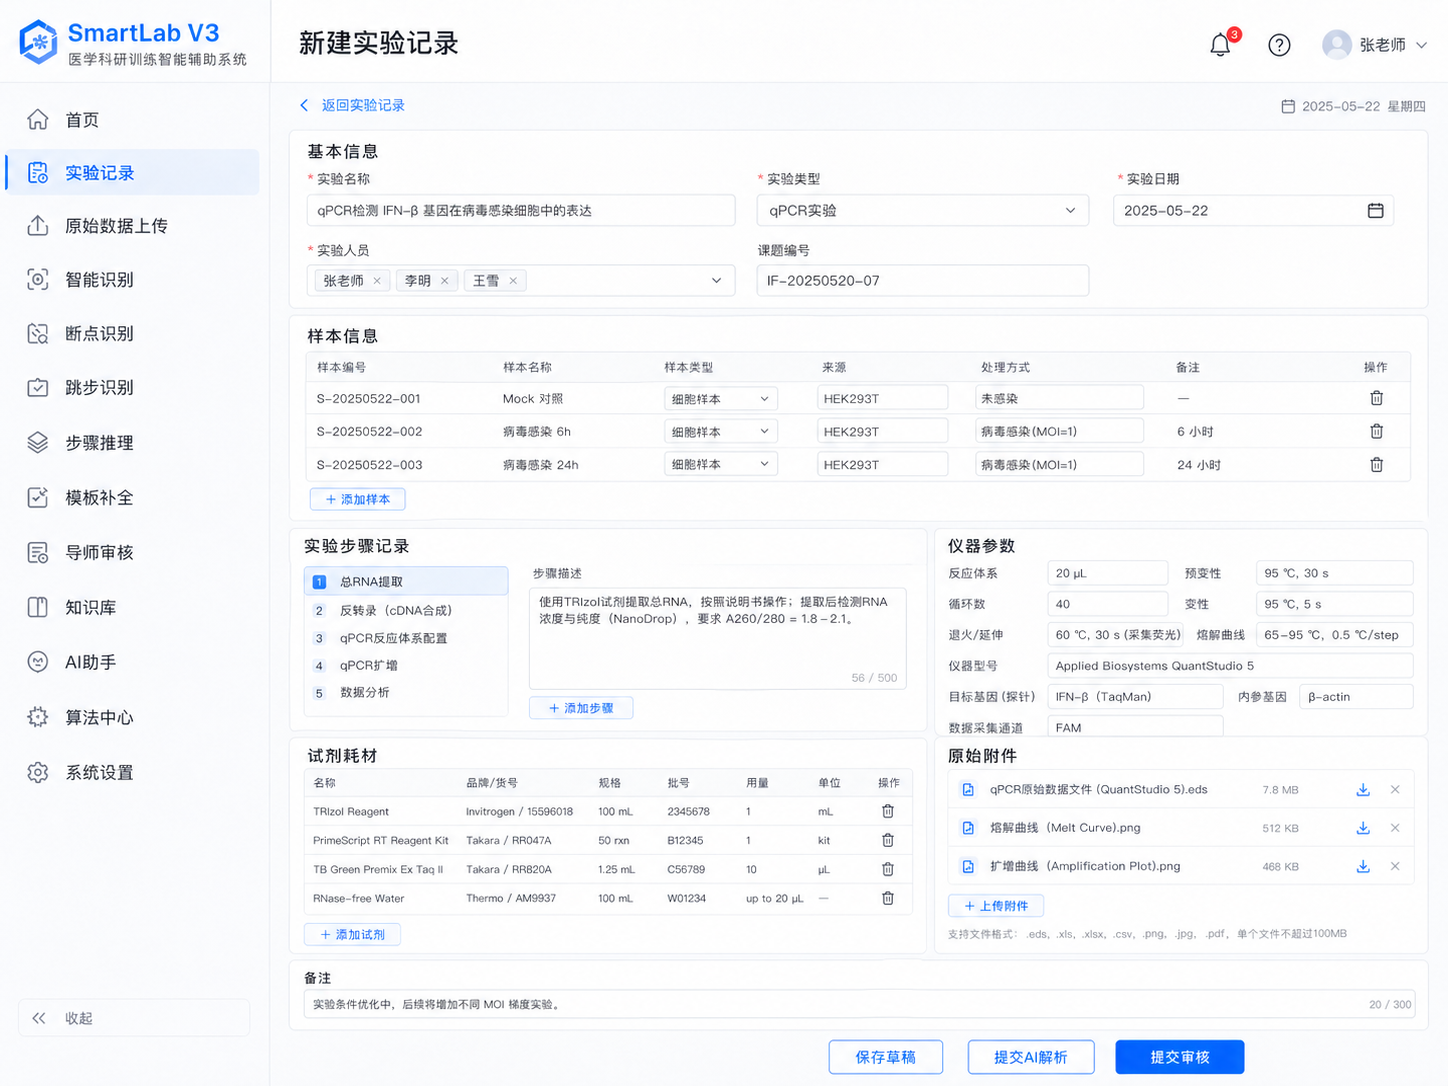 SmartLab V3
医学科研训练智能辅助系统
新建实验记录
3
张老师
首页
实验记录
原始数据上传
智能识别
断点识别
跳步识别
步骤推理
模板补全
导师审核
知识库
AI助手
算法中心
系统设置
收起
返回实验记录
2025-05-22 星期四
基本信息
* 实验名称
* 实验类型
* 实验日期
qPCR检测 IFN-β 基因在病毒感染细胞中的表达
qPCR实验
2025-05-22
* 实验人员
课题编号
张老师 × 李明 × 王雪 ×
IF-20250520-07
样本信息
样本编号 样本名称 样本类型 来源 处理方式 备注 操作
S-20250522-001 Mock 对照 细胞样本 HEK293T 未感染 —
S-20250522-002 病毒感染 6h 细胞样本 HEK293T 病毒感染(MOI=1) 6 小时
S-20250522-003 病毒感染 24h 细胞样本 HEK293T 病毒感染(MOI=1) 24 小时
+ 添加样本
实验步骤记录
1 总RNA提取
2 反转录（cDNA合成）
3 qPCR反应体系配置
4 qPCR扩增
5 数据分析
步骤描述
使用TRIzol试剂提取总RNA，按照说明书操作；提取后检测RNA
浓度与纯度（NanoDrop），要求 A260/280 = 1.8 – 2.1。
56 / 500
+ 添加步骤
仪器参数
反应体系 20 μL 预变性 95 ℃, 30 s
循环数 40 变性 95 ℃, 5 s
退火/延伸 60 ℃, 30 s (采集荧光) 熔解曲线 65-95 ℃, 0.5 ℃/step
仪器型号 Applied Biosystems QuantStudio 5
目标基因 (探针) IFN-β (TaqMan) 内参基因 β-actin
数据采集通道 FAM
试剂耗材
名称 品牌/货号 规格 批号 用量 单位 操作
TRIzol Reagent Invitrogen / 15596018 100 mL 2345678 1 mL
PrimeScript RT Reagent Kit Takara / RR047A 50 rxn B12345 1 kit
TB Green Premix Ex Taq II Takara / RR820A 1.25 mL C56789 10 μL
RNase-free Water Thermo / AM9937 100 mL W01234 up to 20 μL —
+ 添加试剂
原始附件
qPCR原始数据文件 (QuantStudio 5).eds 7.8 MB
熔解曲线（Melt Curve).png 512 KB
扩增曲线（Amplification Plot).png 468 KB
+ 上传附件
支持文件格式： .eds, .xls, .xlsx, .csv, .png, .jpg, .pdf, 单个文件不超过100MB
备注
实验条件优化中，后续将增加不同 MOI 梯度实验。
20 / 300
保存草稿
提交AI解析
提交审核